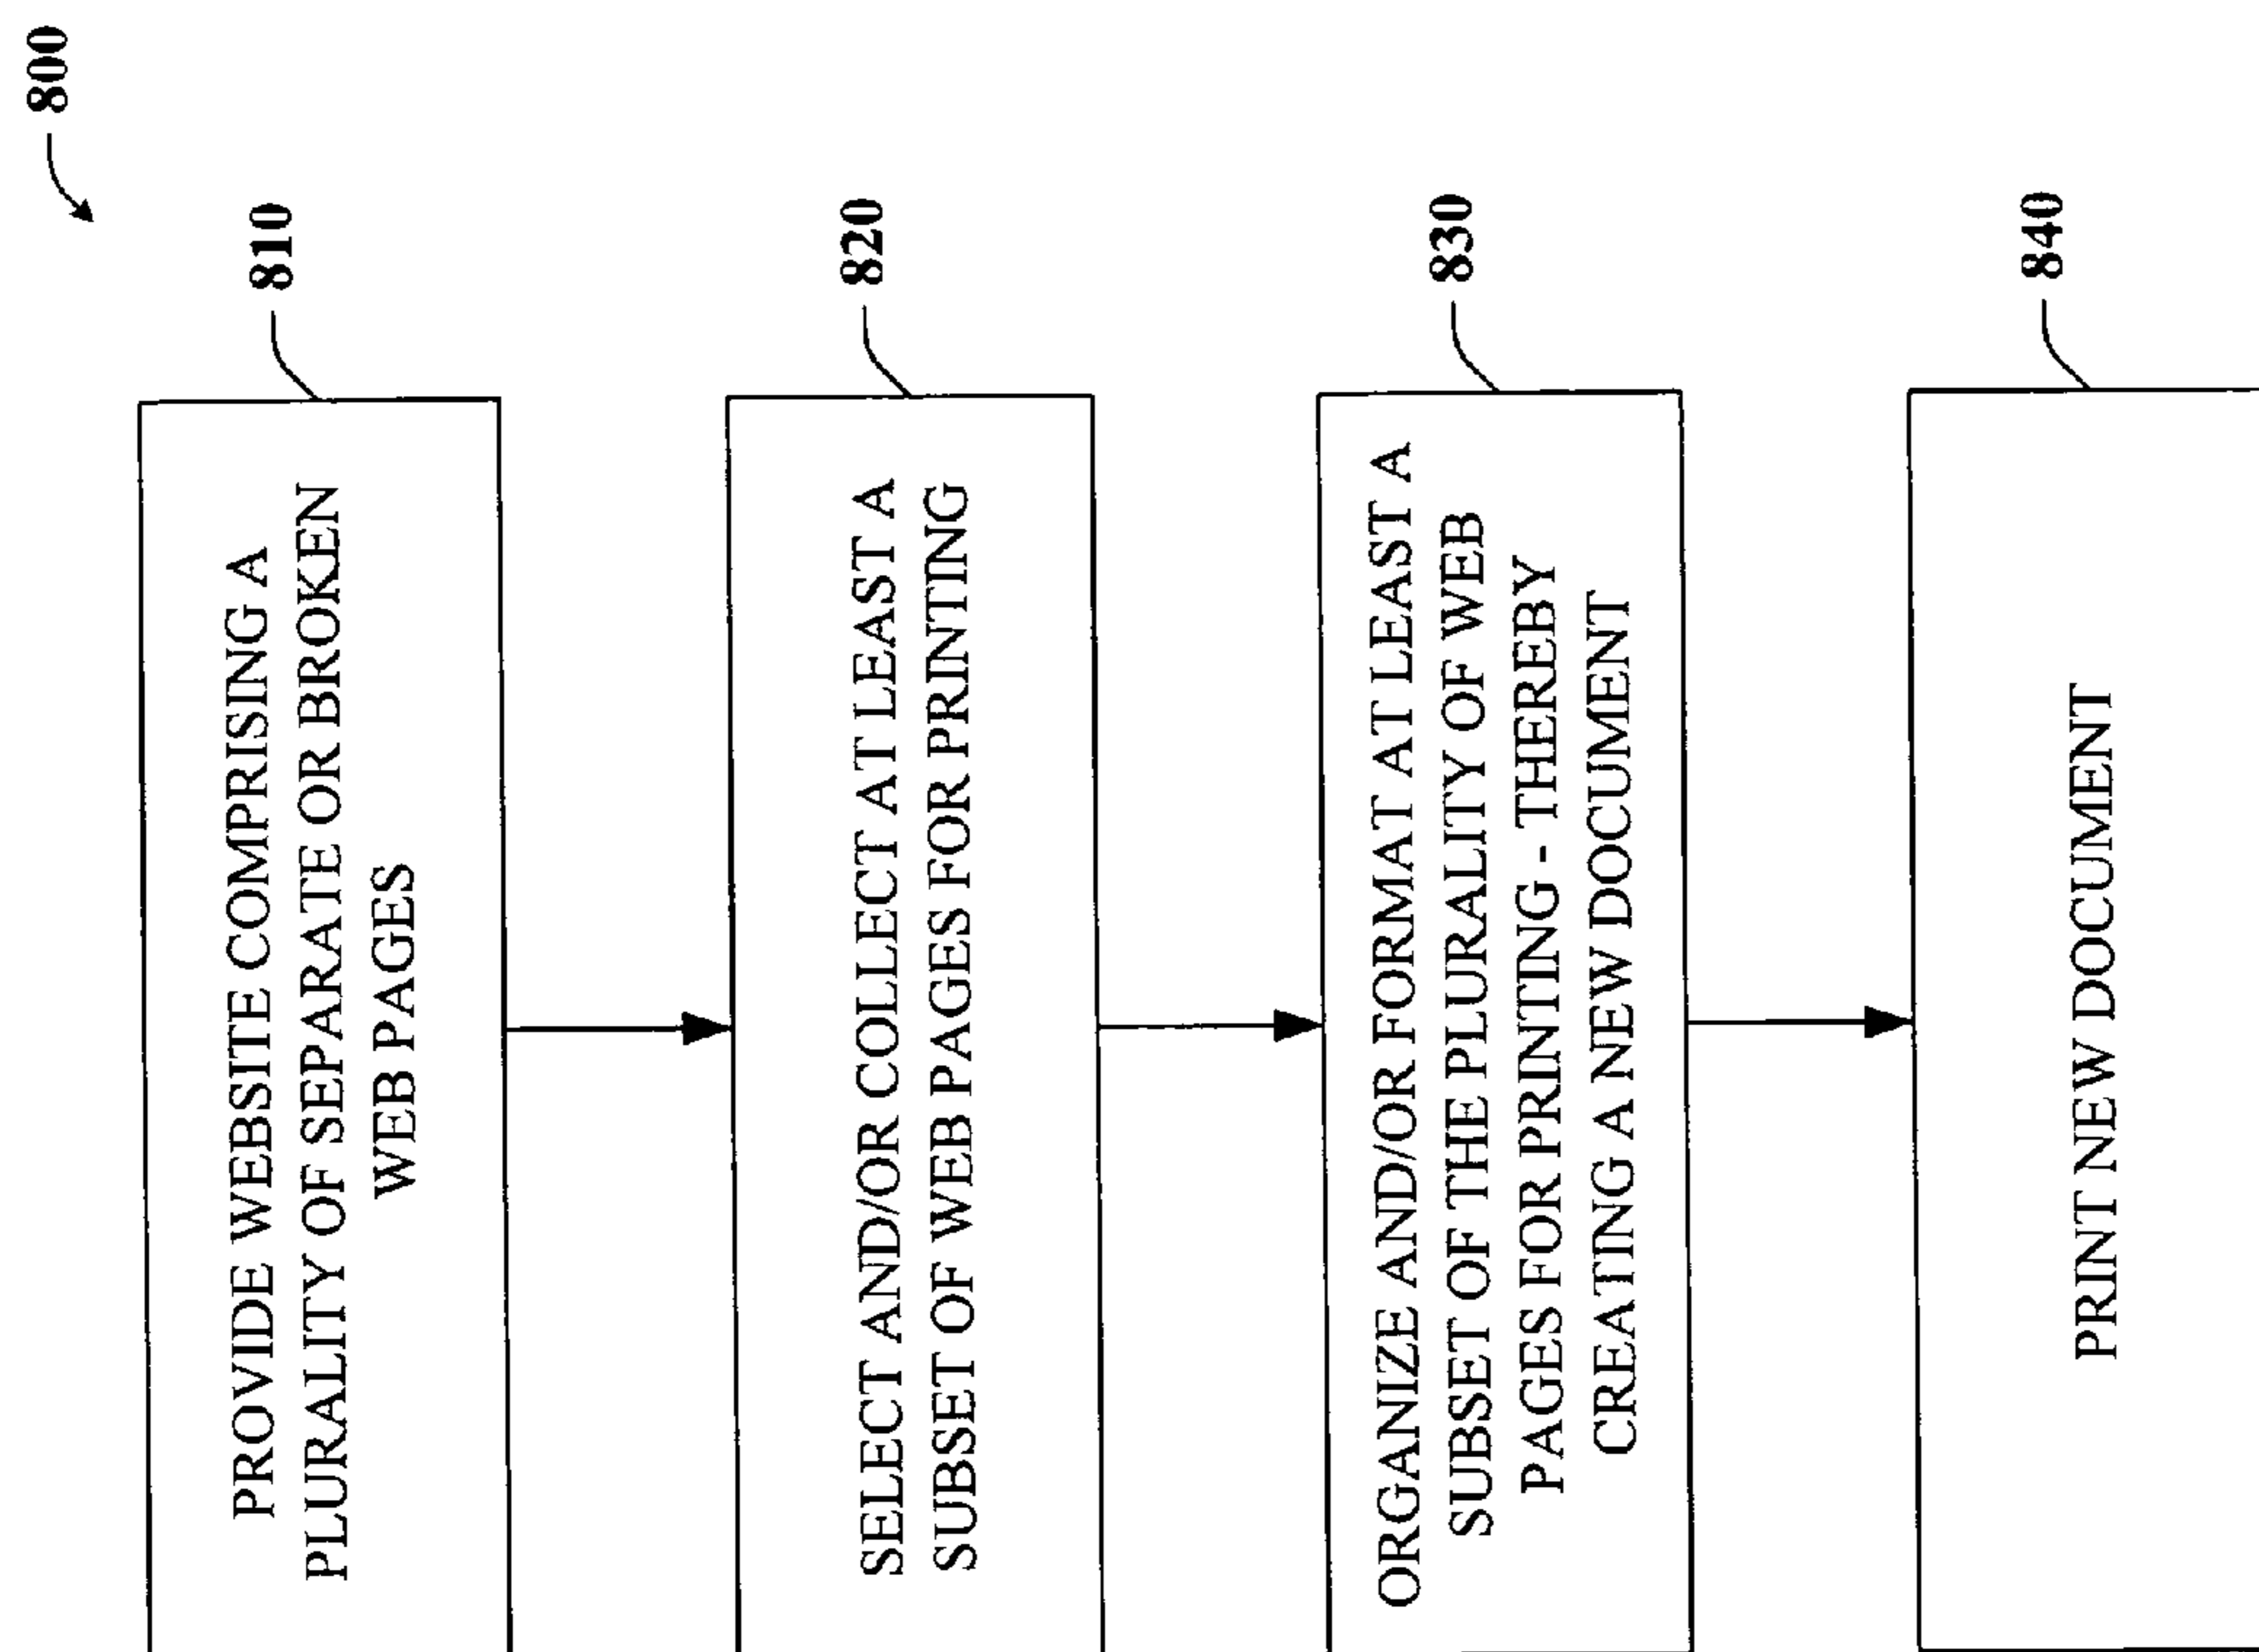 800
810
PROVIDE WEBSITE COMPRISING A
PLURALITY OF SEPARATE OR BROKEN
WEB PAGES
820
SELECT AND/OR COLLECT AT LEAST A
SUBSET OF WEB PAGES FOR PRINTING
830
ORGANIZE AND/OR FORMAT AT LEAST A
SUBSET OF THE PLURALITY OF WEB
PAGES FOR PRINTING - THEREBY
CREATING A NEW DOCUMENT
840
PRINT NEW DOCUMENT